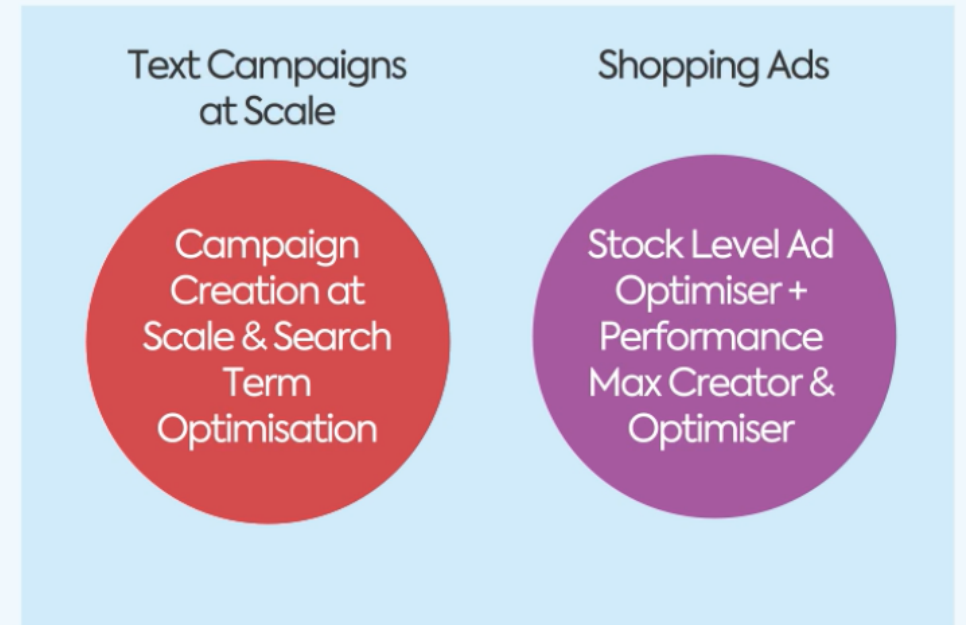 Text Campaigns
at Scale
Campaign
Creation at
Scale & Search
Term
Optimisation
Shopping Ads
Stock Level Ad
Optimiser +
Performance
Max Creator &
Optimiser